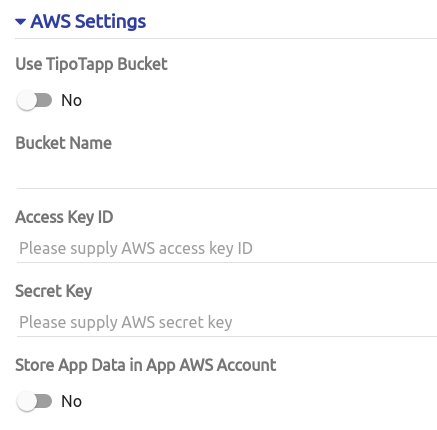 AWS Settings
Use TipoTapp Bucket
No
Bucket Name
Access Key ID
Please supply AWS access key ID
Secret Key
Please supply AWS secret key
Store App Data in App AWS Account
No